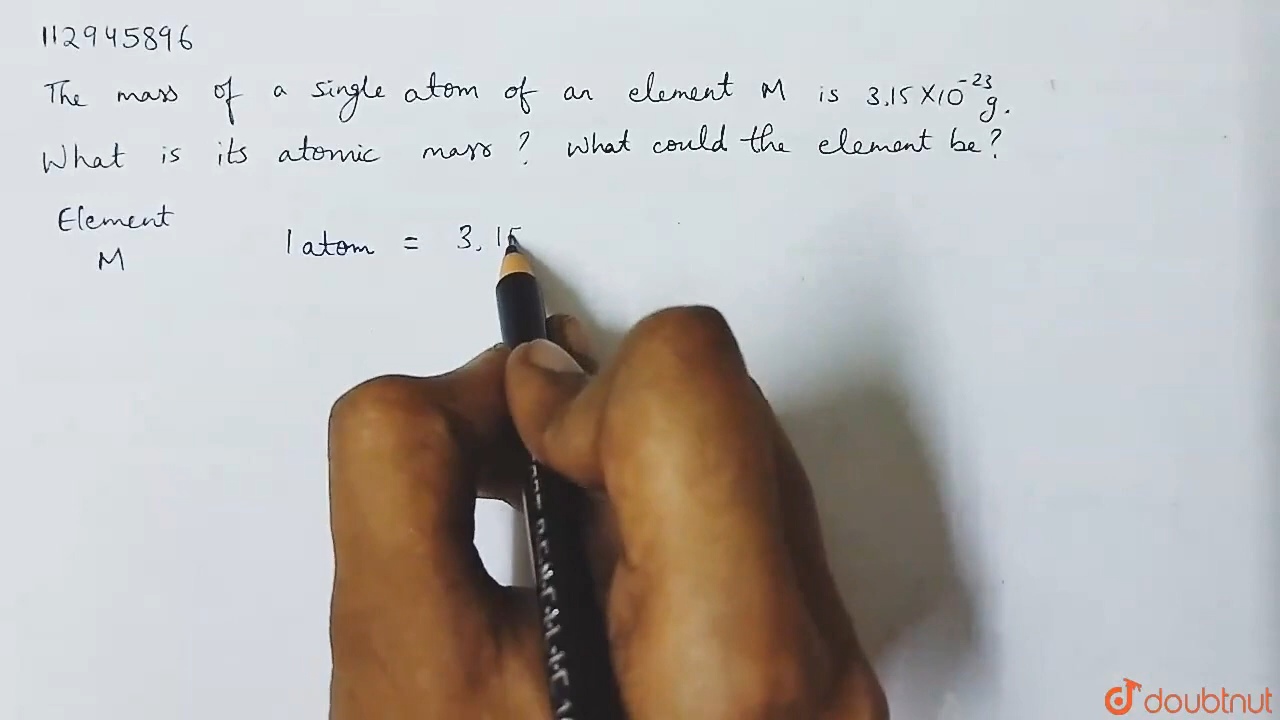 112945896
The mass of a single atom of an element M is 3.15 X10⁻²³ g.
What is its atomic mass? What could the element be?
Element
M
1 atom = 3.15
doubtnut